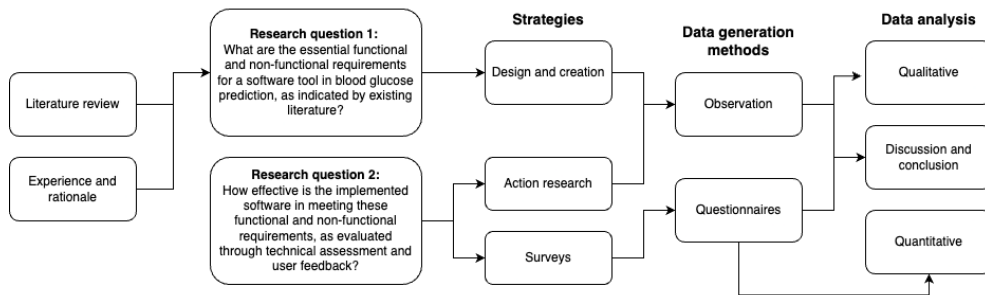 Strategies
Data generation
methods
Data analysis
Literature review
Experience and
rationale
Research question 1:
What are the essential functional
and non-functional requirements
for a software tool in blood glucose
prediction, as indicated by existing
literature?
Research question 2:
How effective is the implemented
software in meeting these
functional and non-functional
requirements, as evaluated
through technical assessment and
user feedback?
Design and creation
Action research
Surveys
Observation
Questionnaires
Qualitative
Discussion and
conclusion
Quantitative